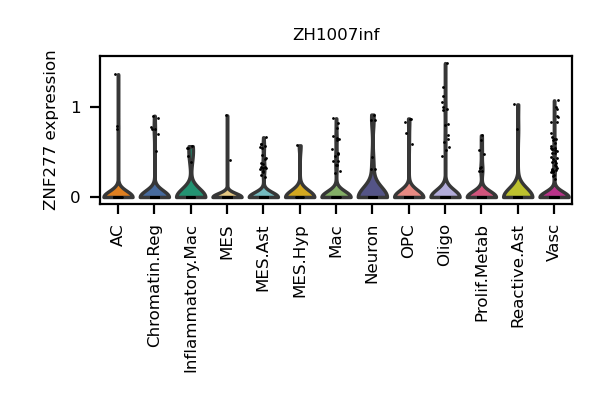 ZH1007inf
ZNF277 expression
1
0
AC
Chromatin.Reg
Inflammatory.Mac
MES
MES.Ast
MES.Hyp
Mac
Neuron
OPC
Oligo
Prolif.Metab
Reactive.Ast
Vasc